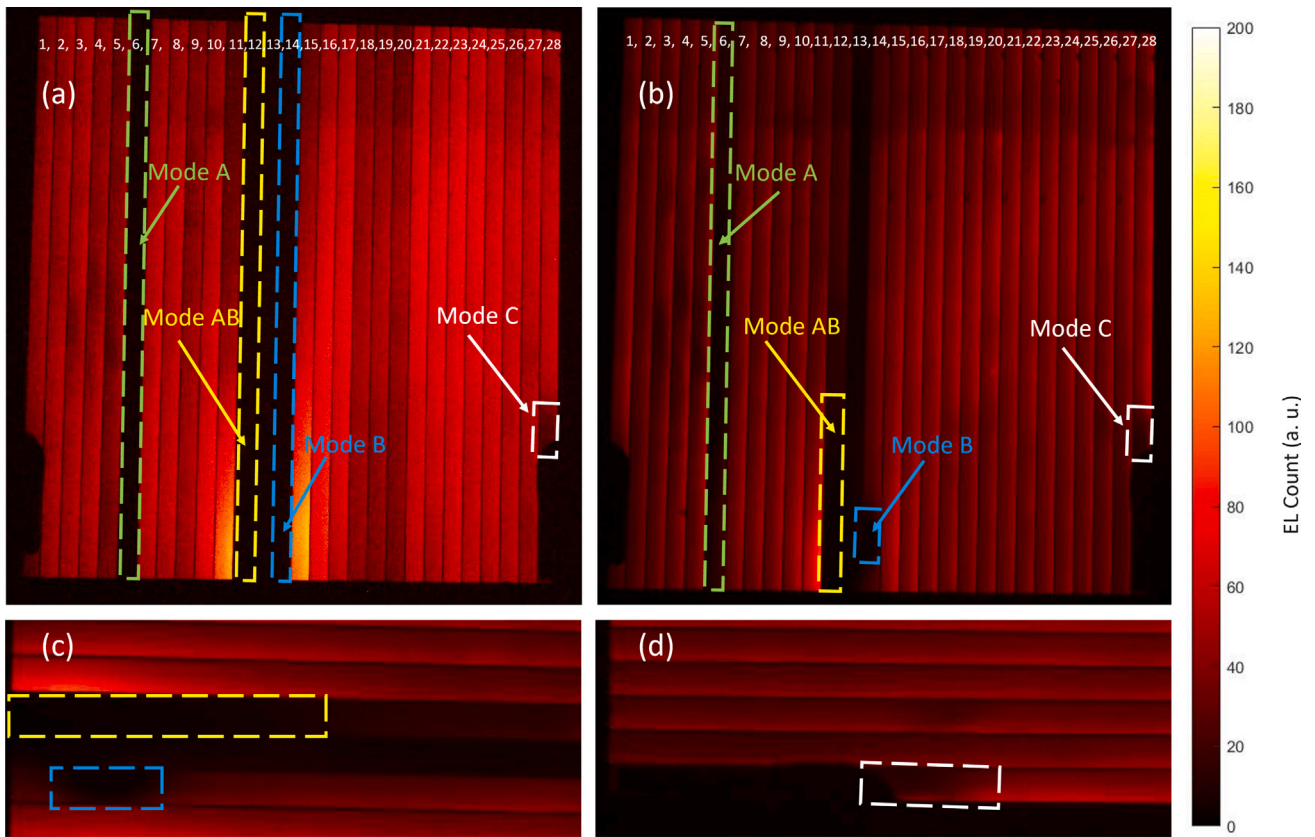 1, 2, 3, 4, 5, 6, 7, 8, 9, 10, 11,12,13,14,15,16,17,18,19,20,21,22,23,24,25,26,27,28
(a)
Mode A
Mode AB
Mode B
Mode C
1, 2, 3, 4, 5, 6, 7, 8, 9, 10, 11,12,13,14,15,16,17,18,19,20,21,22,23,24,25,26,27,28
(b)
Mode A
Mode AB
Mode B
Mode C
(c)
(d)
200
180
160
140
120
100
80
60
40
20
0
EL Count (a. u.)